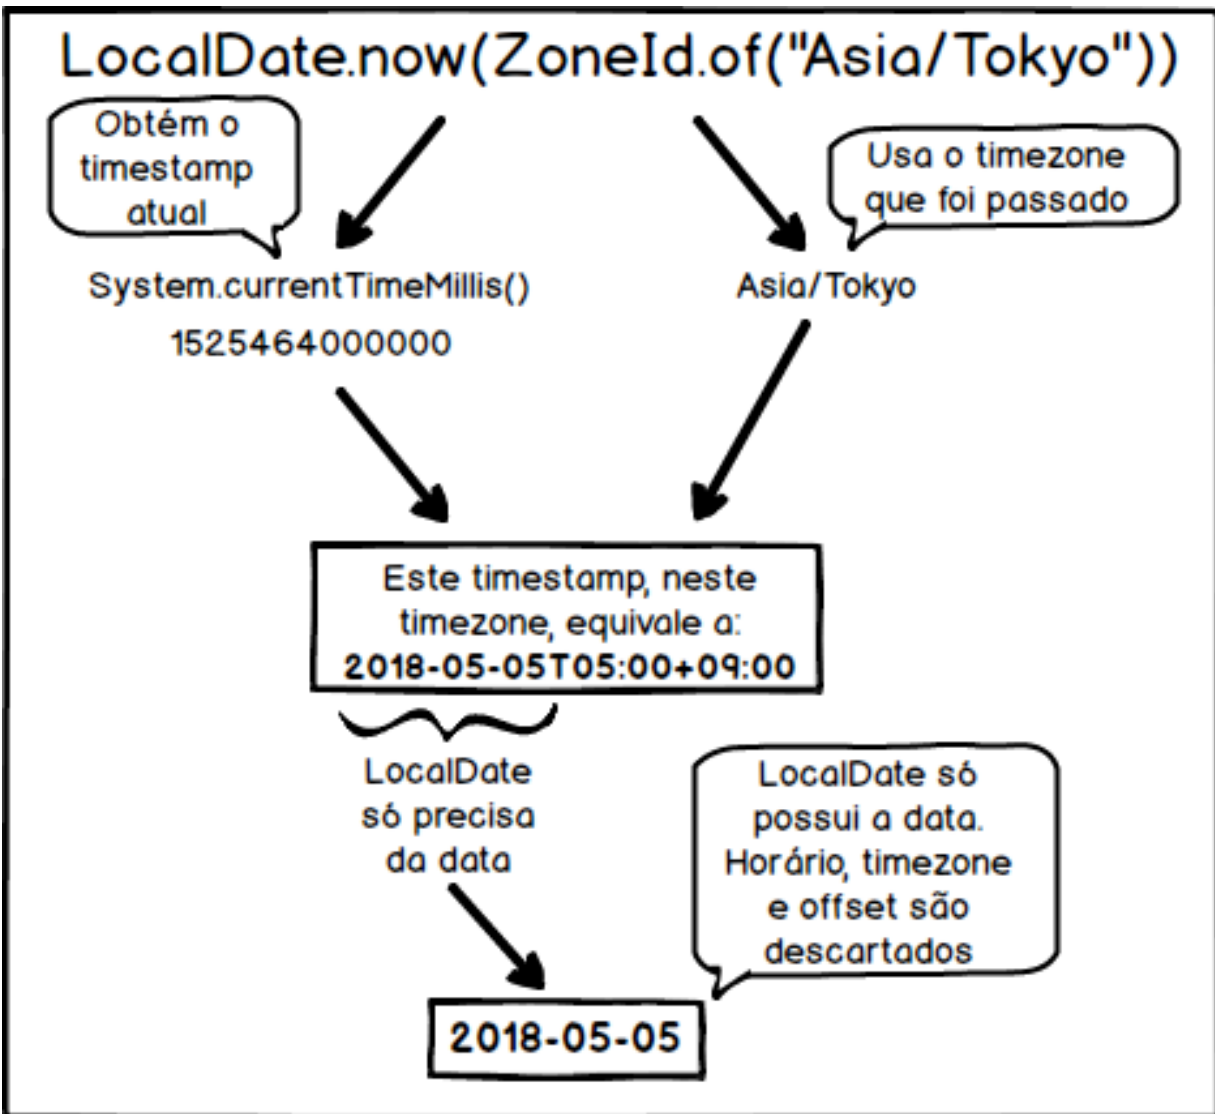 LocalDate.now(ZoneId.of("Asia/Tokyo"))
Obtém o
timestamp
atual
Usa o timezone
que foi passado
System.currentTimeMillis()
1525464000000
Asia/Tokyo
Este timestamp, neste
timezone, equivale a:
2018-05-05T05:00+09:00
LocalDate
só precisa
da data
LocalDate só
possui a data.
Horário, timezone
e offset são
descartados
2018-05-05